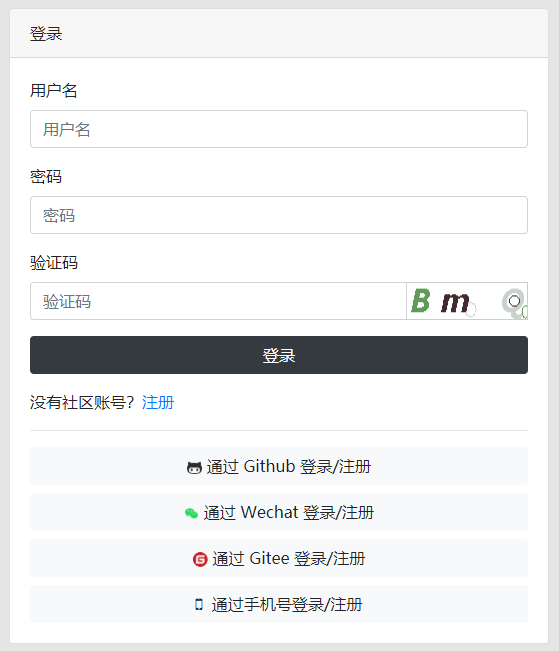 登录
用户名
用户名
密码
密码
验证码
验证码
B m
登录
没有社区账号？注册
通过 Github 登录/注册
通过 Wechat 登录/注册
通过 Gitee 登录/注册
通过手机号登录/注册